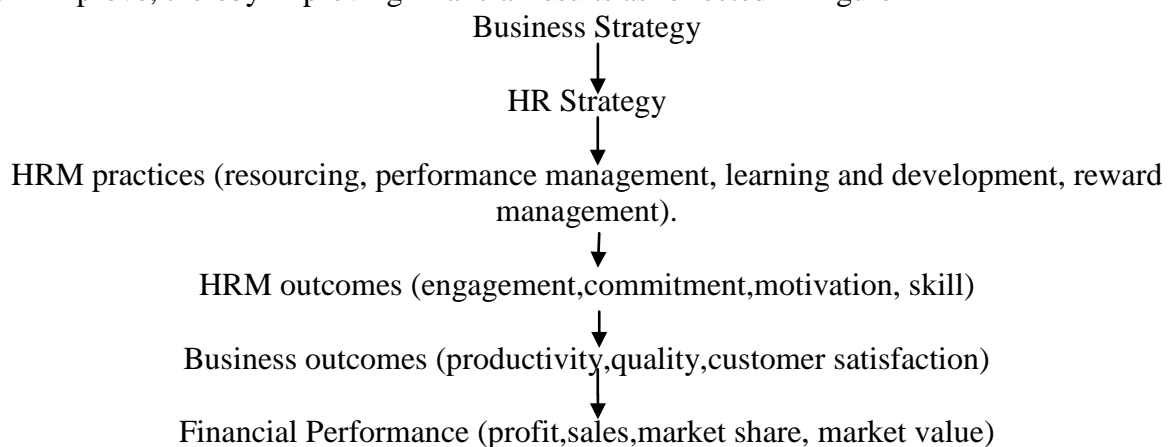 Business Strategy
HR Strategy
HRM practices (resourcing, performance management, learning and development, reward
management).
HRM outcomes (engagement,commitment,motivation, skill)
Business outcomes (productivity,quality,customer satisfaction)
Financial Performance (profit,sales,market share, market value)